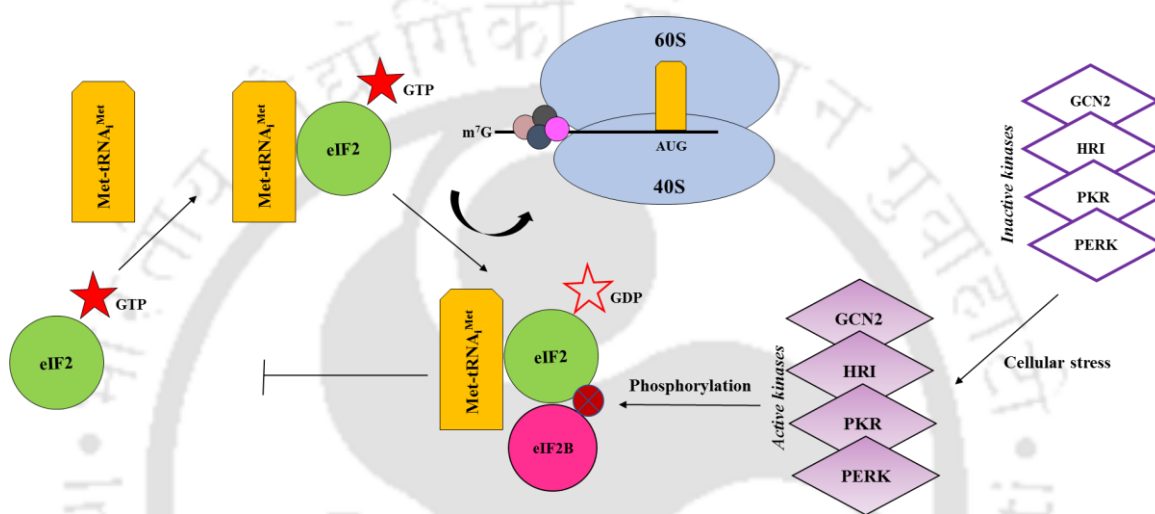 60S
GTP
m⁷G
AUG
40S
Met-tRNAᵢᴹᵉᵗ
Met-tRNAᵢᴹᵉᵗ
eIF2
GTP
eIF2
GCN2
HRI
PKR
PERK
Inactive kinases
Cellular stress
GDP
Met-tRNAᵢᴹᵉᵗ
eIF2
eIF2B
Phosphorylation
Active kinases
GCN2
HRI
PKR
PERK